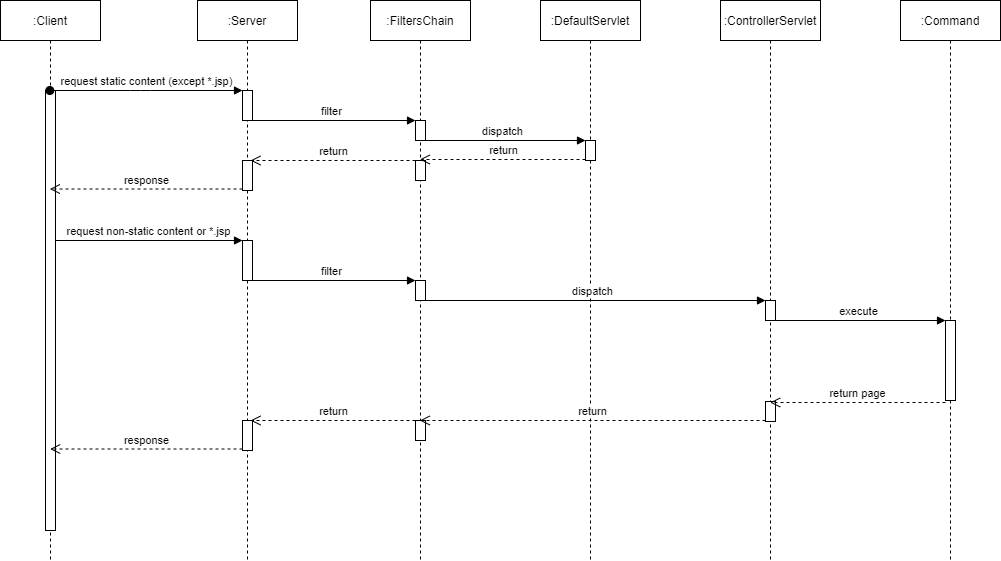 :Client
:Server
:FiltersChain
:DefaultServlet
:ControllerServlet
:Command
request static content (except *.jsp)
filter
dispatch
return
return
response
request non-static content or *.jsp
filter
dispatch
execute
return page
return
return
response